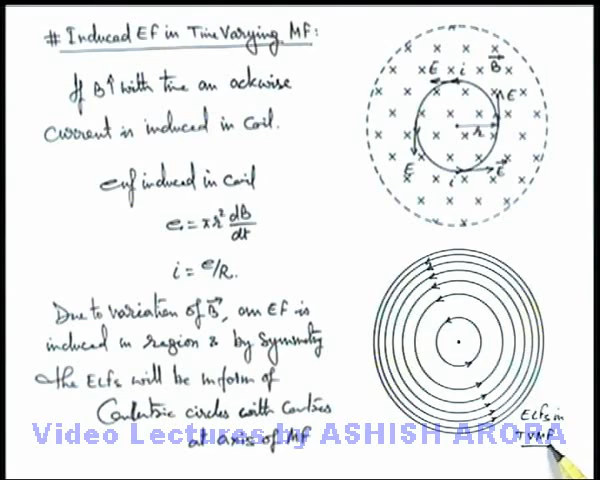 # Induced EF in Time Varying MF:
If B↑ with time an ackwise
current is induced in coil.
emf induced in coil
e = πr² dB/dt
i = e/R.
Due to variation of B⃗, an EF is
induced in region & by symmetry
the ELfs will be in form of
Concentric circles with centres
at axis of MF
E i B⃗
E
r
E
i E⃗
ELfs in
TVMF
Video Lectures by ASHISH ARORA